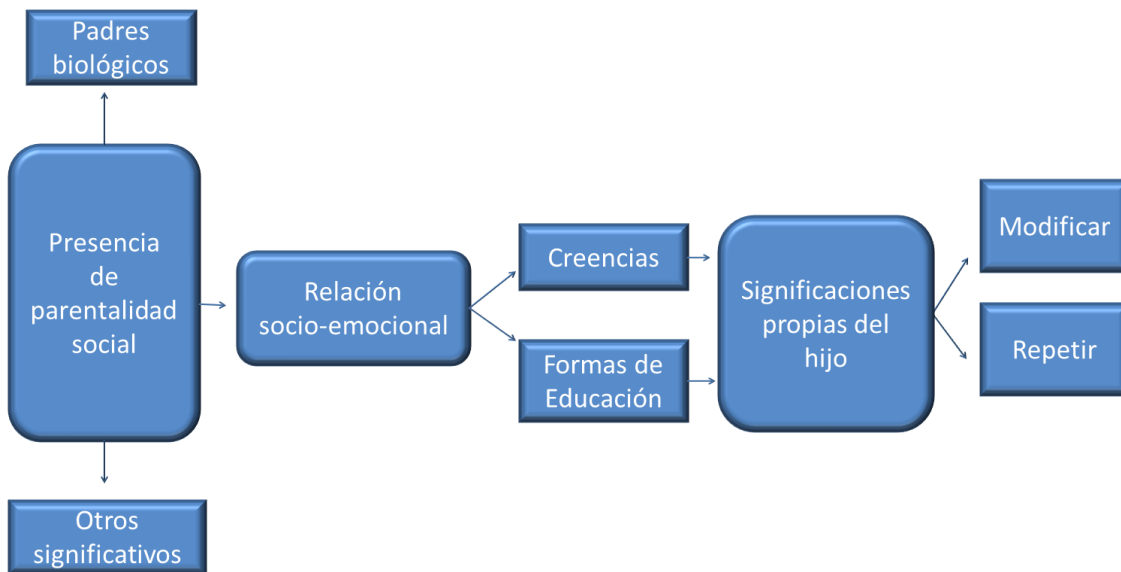 Padres
biológicos
Presencia
de
parentalidad
social
Otros
significativos
Relación
socio-emocional
Creencias
Formas de
Educación
Significaciones
propias del
hijo
Modificar
Repetir